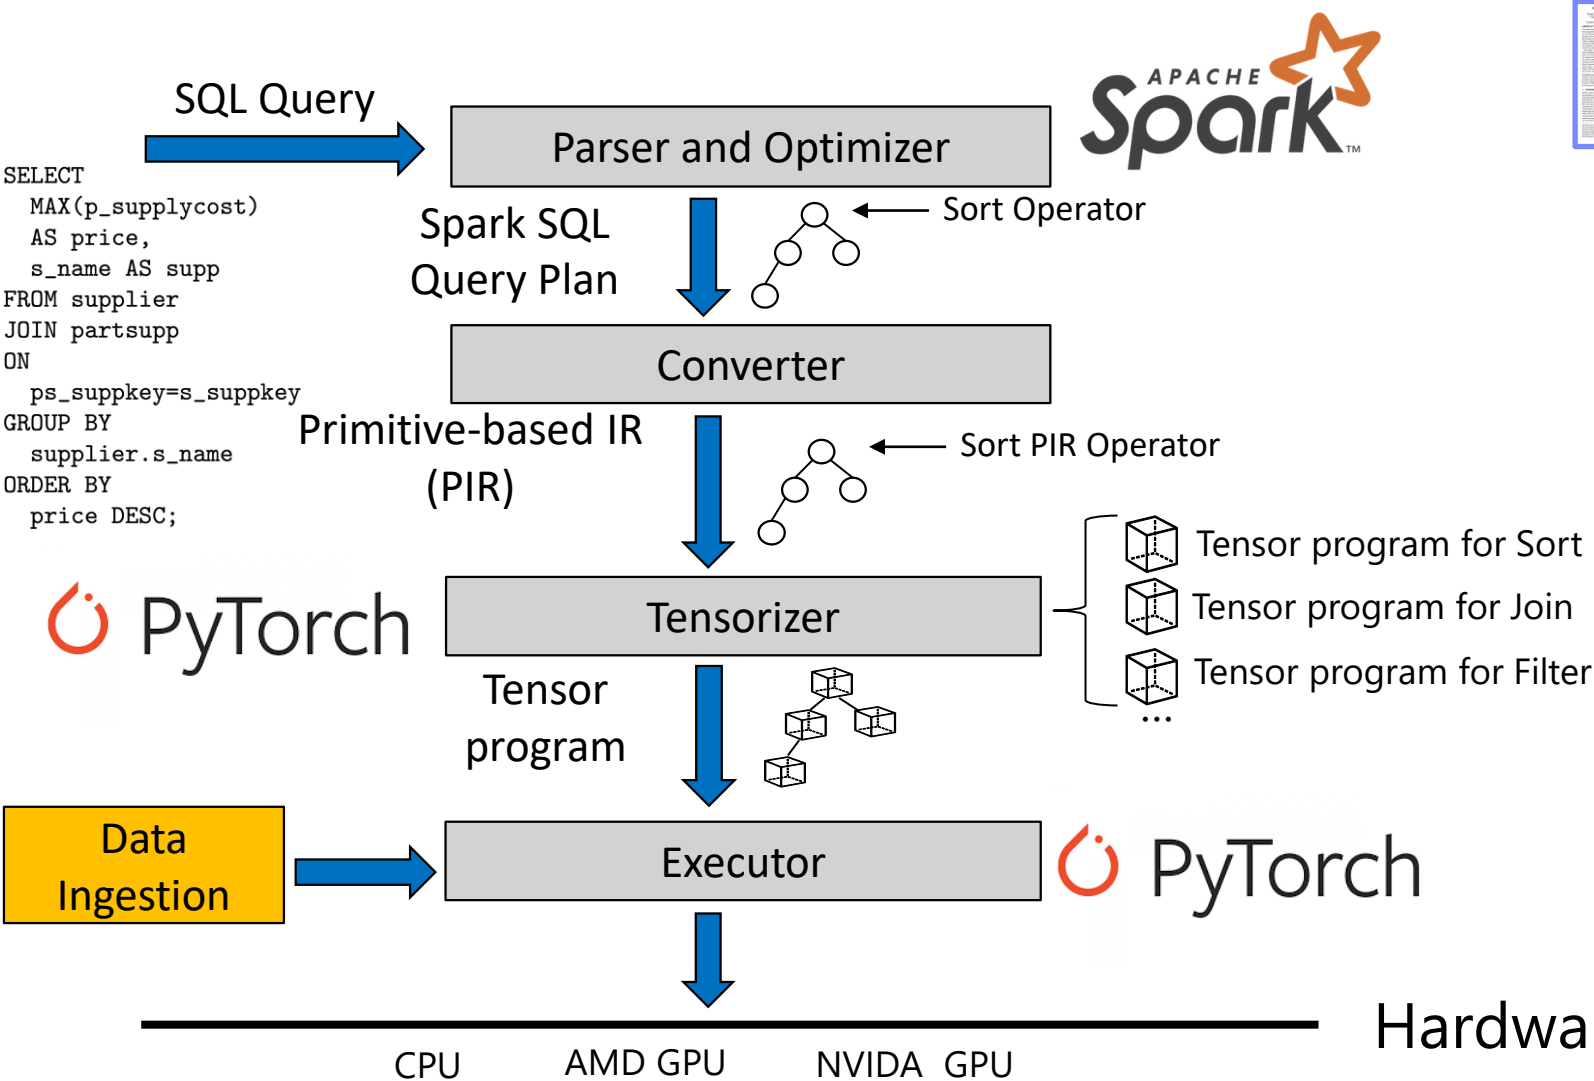 SQL Query
APACHE
Spark™
Parser and Optimizer
SELECT
MAX(p_supplycost)
AS price,
s_name AS supp
FROM supplier
JOIN partsupp
ON
ps_suppkey=s_suppkey
GROUP BY
supplier.s_name
ORDER BY
price DESC;
Spark SQL
Query Plan
Sort Operator
Converter
Primitive-based IR
(PIR)
Sort PIR Operator
PyTorch
Tensorizer
Tensor program for Sort
Tensor program for Join
Tensor program for Filter
...
Tensor
program
Data
Ingestion
Executor
PyTorch
Hardwa
CPU
AMD GPU
NVIDA GPU